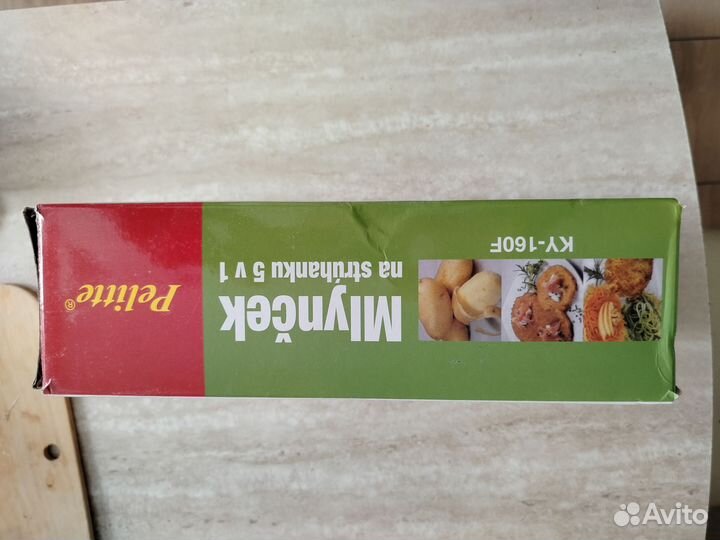 Pelitte®
Mlynček
na strúhanku 5 v 1
KY-160F
Avito